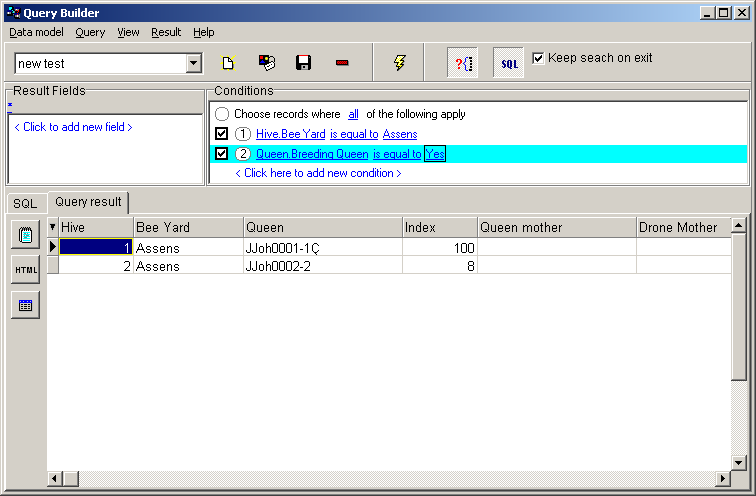 Query Builder
Data model Query View Result Help
new test
?{:
SQL
Keep seach on exit
Result Fields
*
< Click to add new field >
Conditions
Choose records where all of the following apply
1 Hive.Bee Yard is equal to Assens
2 Queen.Breeding Queen is equal to Yes
< Click here to add new condition >
SQL Query result
HTML
Hive Bee Yard Queen Index Queen mother Drone Mother
1 Assens JJoh0001-1Ç 100
2 Assens JJoh0002-2 8